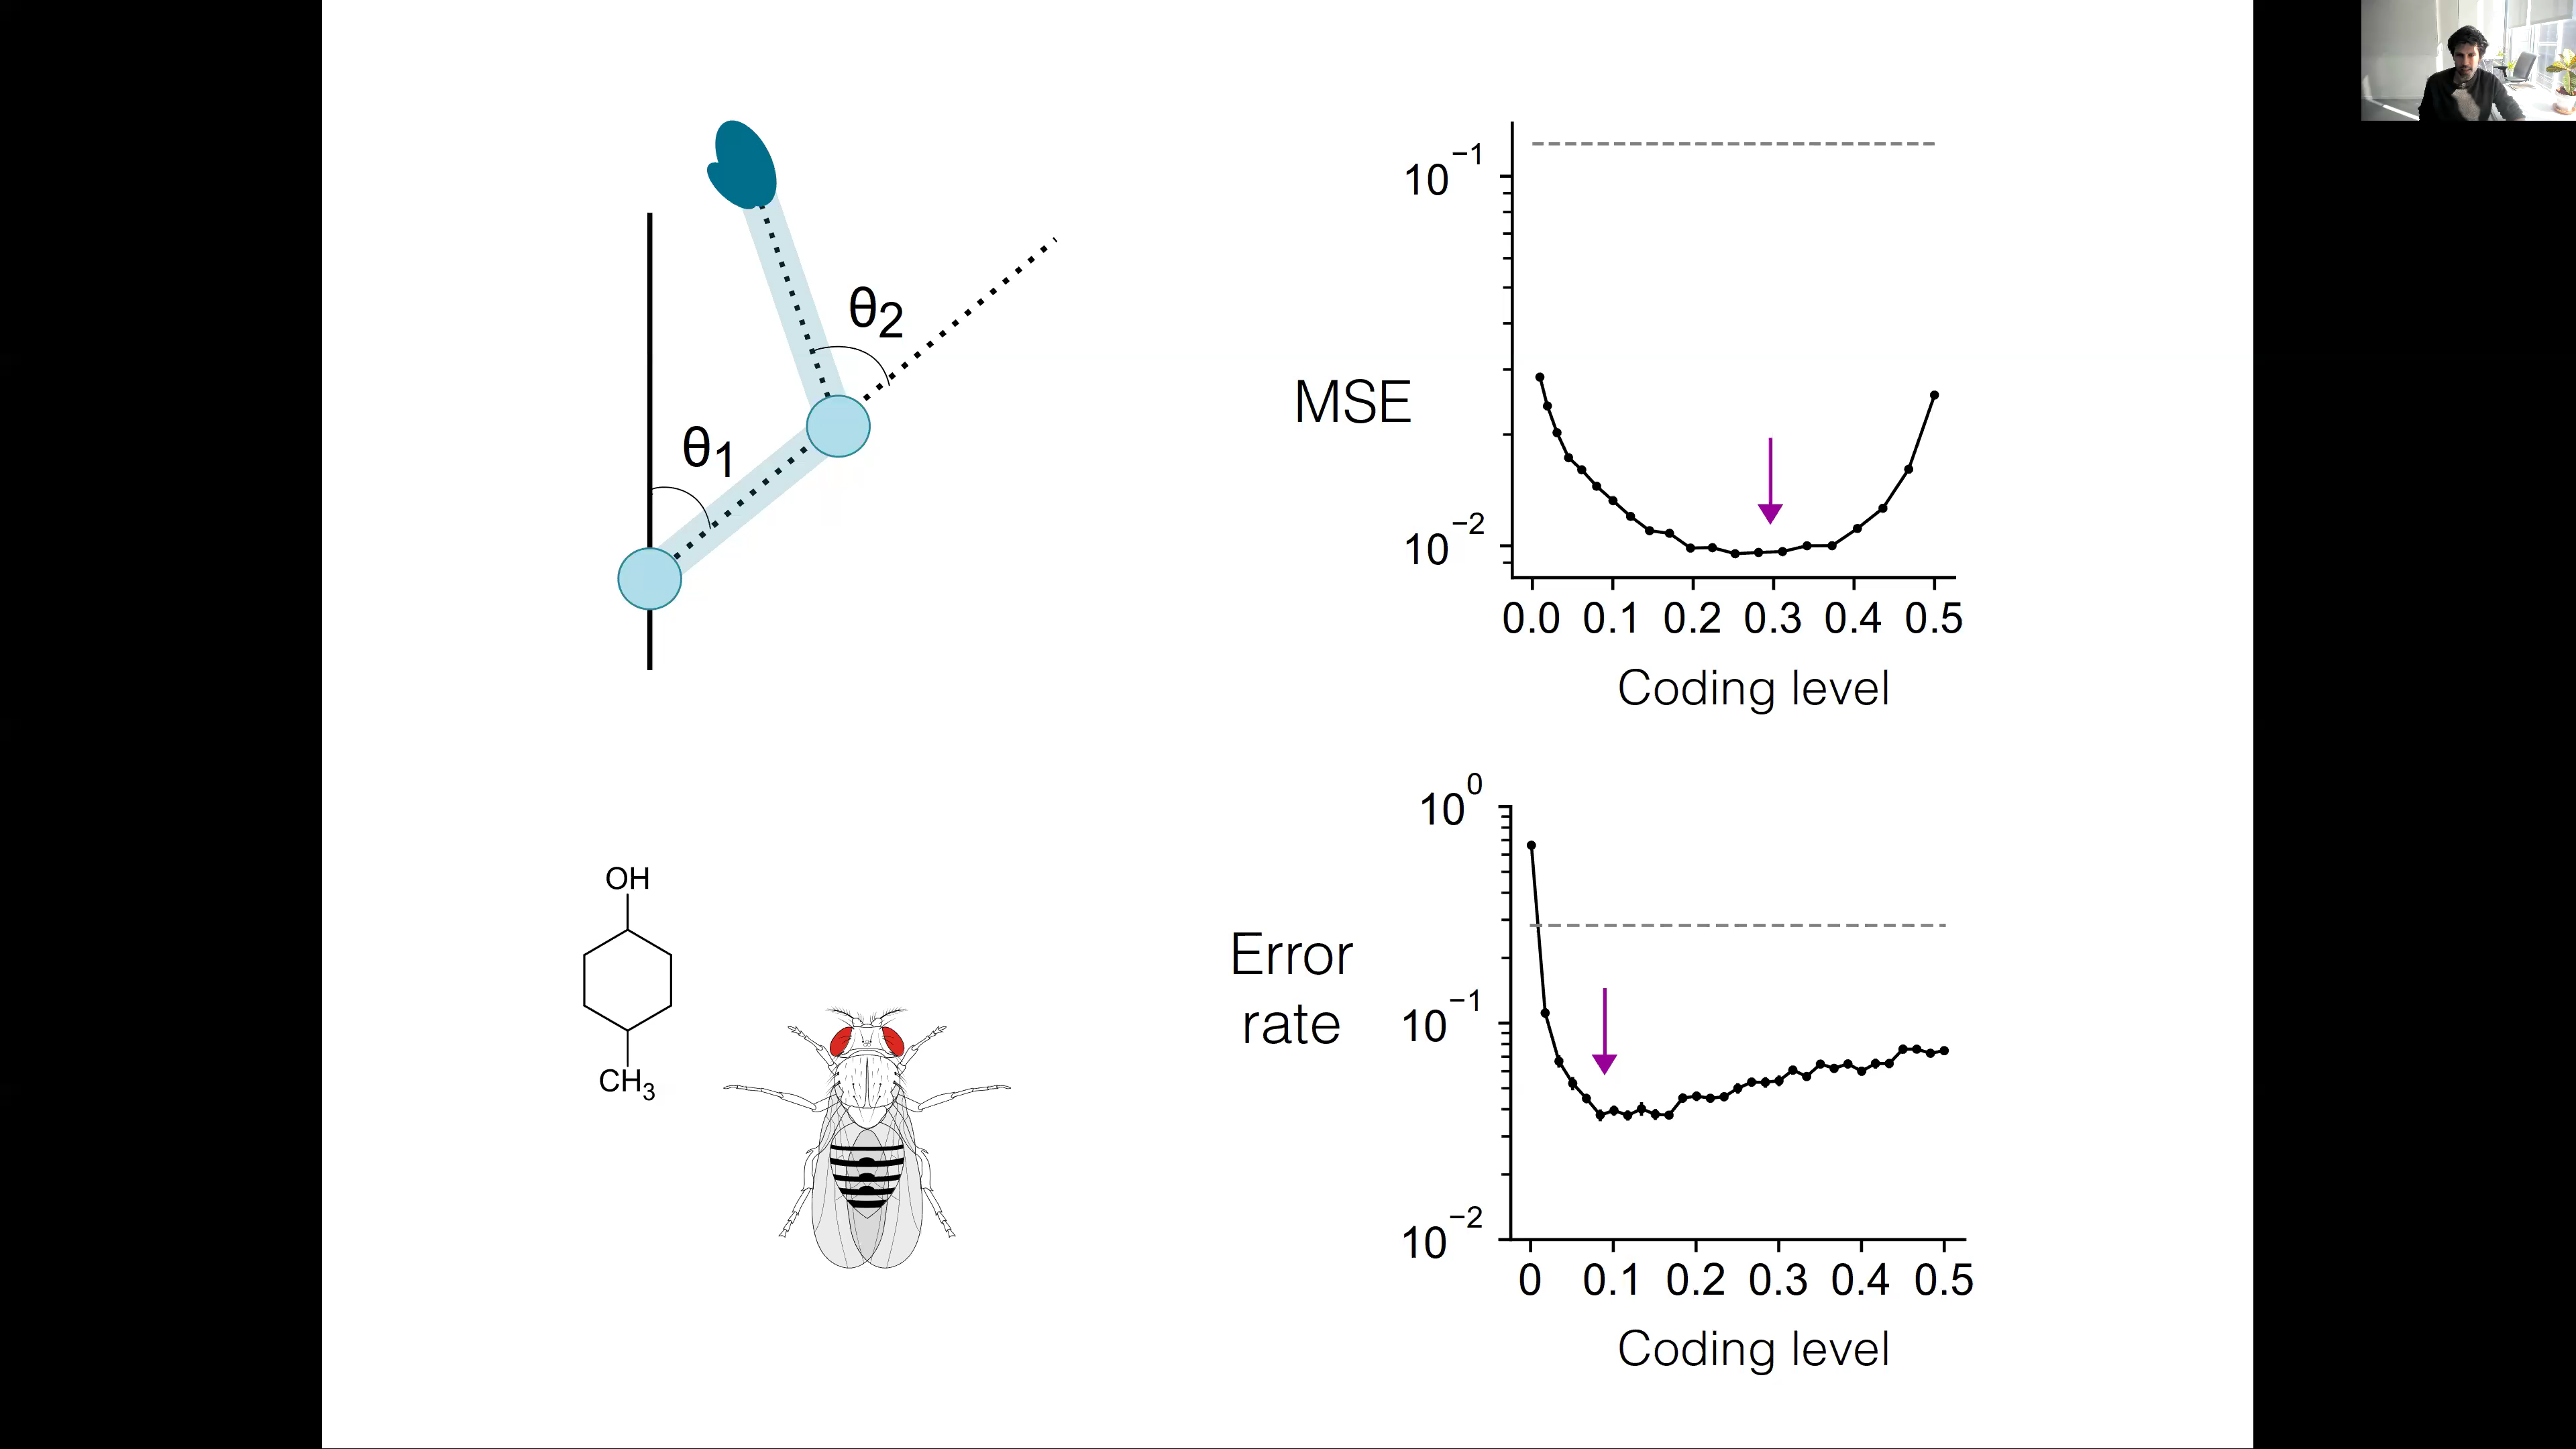 θ2
θ1
10−1
MSE
10−2
0.0 0.1 0.2 0.3 0.4 0.5
Coding level
OH
CH3
100
Error
rate
10−1
10−2
0 0.1 0.2 0.3 0.4 0.5
Coding level